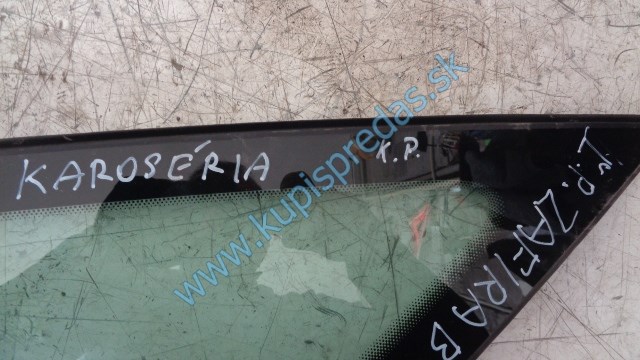 KAROSÉRIA
K.P.
Z.P. ZAFIRA B
www.kupispredas.sk